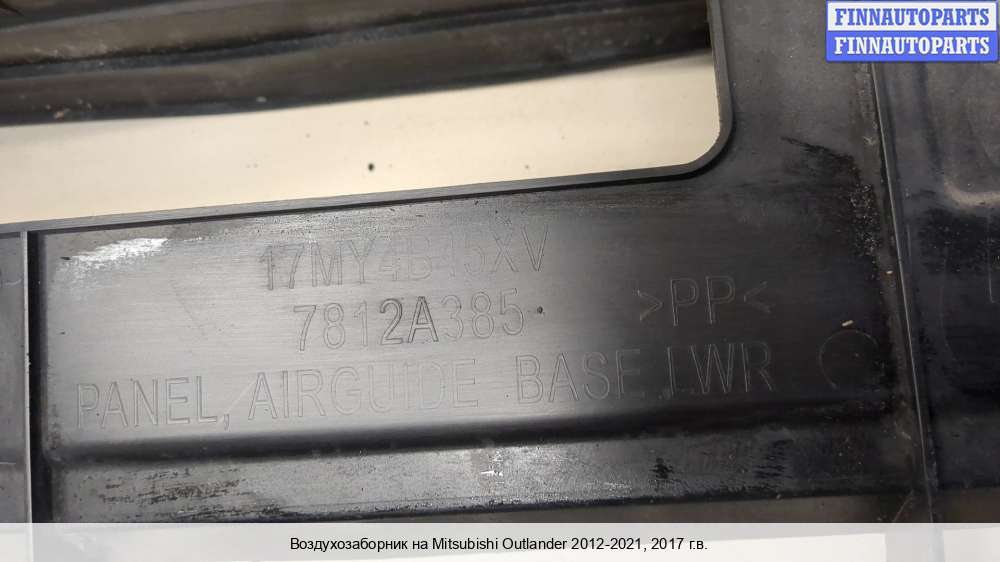 FINNAUTOPARTS
FINNAUTOPARTS
17MY4B45XV
7812A385
>PP<
PANEL, AIRGUIDE BASE, LWR
Воздухозаборник на Mitsubishi Outlander 2012-2021, 2017 г.в.